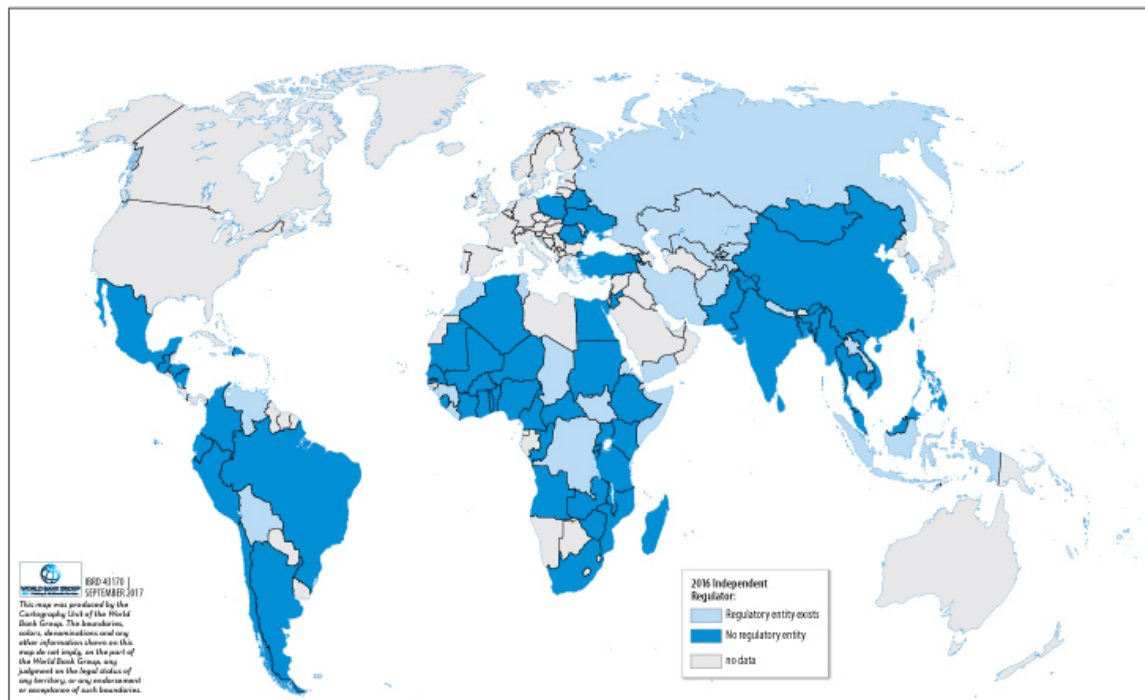 WORLD BANK GROUP
IBRD 43170 |
SEPTEMBER 2017
This map was produced by the
Cartography Unit of the World
Bank Group. The boundaries,
colors, denominations and any
other information shown on this
map do not imply, on the part of
the World Bank Group, any
judgment on the legal status of
any territory, or any endorsement
or acceptance of such boundaries.
2016 Independent
Regulator:
Regulatory entity exists
No regulatory entity
no data